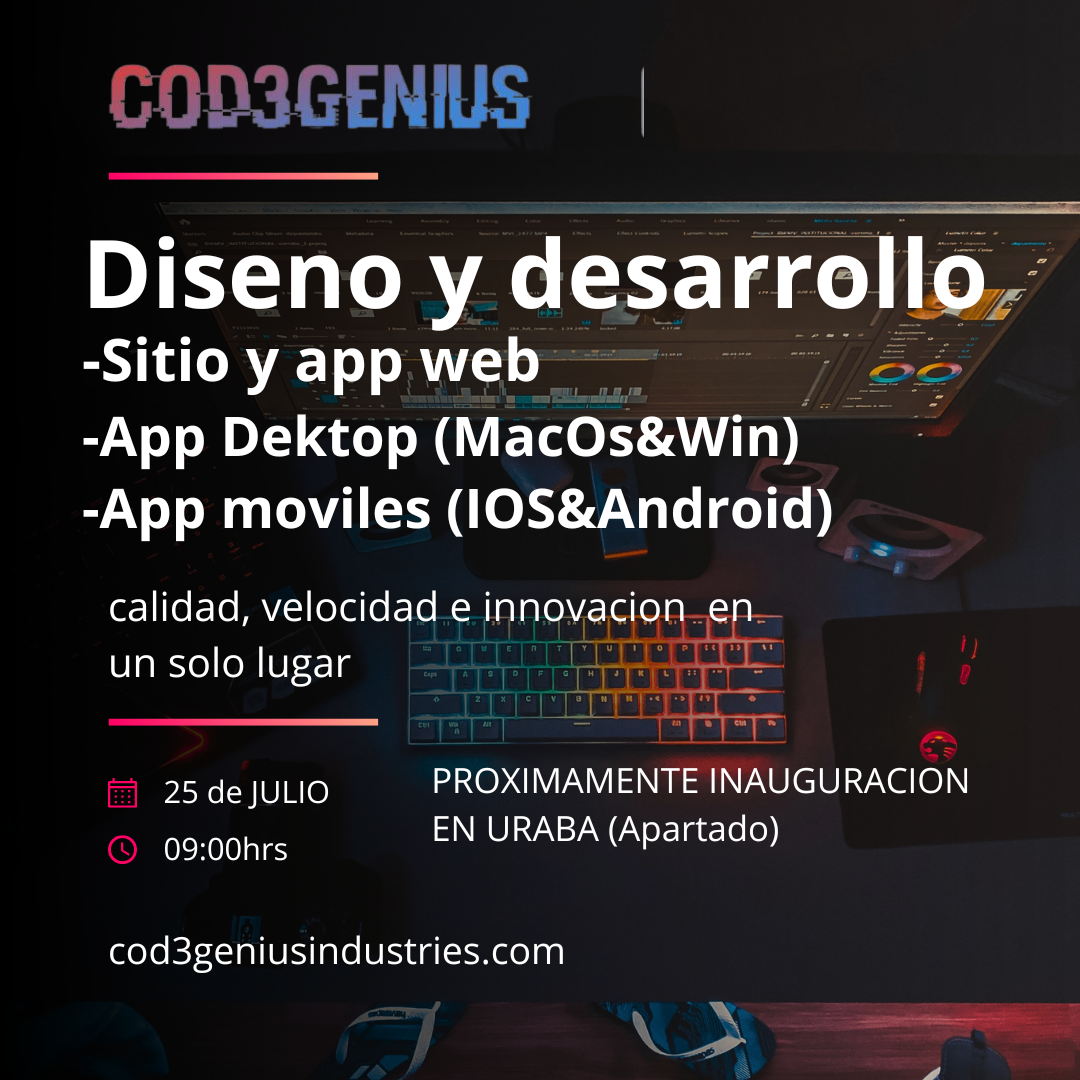 COD3GENIUS
Diseno y desarrollo
-Sitio y app web
-App Dektop (MacOs&Win)
-App moviles (IOS&Android)
calidad, velocidad e innovacion  en
un solo lugar
25 de JULIO
09:00hrs
PROXIMAMENTE INAUGURACION
EN URABA (Apartado)
cod3geniusindustries.com